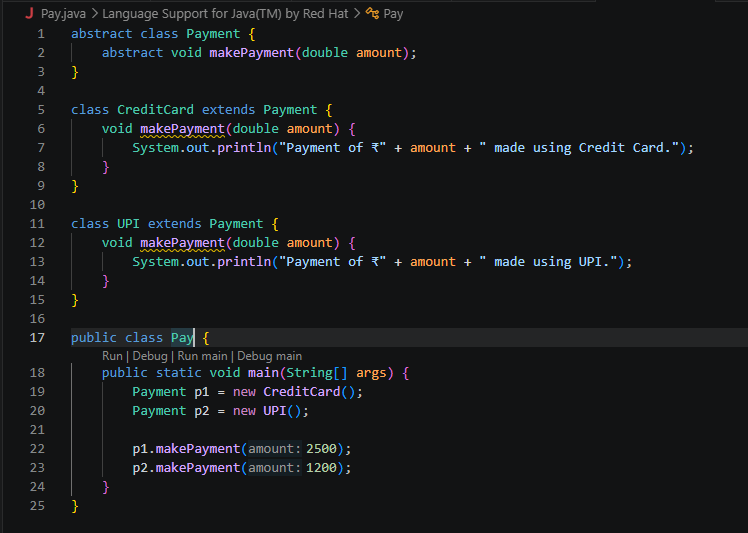 J Pay.java > Language Support for Java(TM) by Red Hat > Pay
1 abstract class Payment {
2     abstract void makePayment(double amount);
3 }
4
5 class CreditCard extends Payment {
6     void makePayment(double amount) {
7         System.out.println("Payment of ₹" + amount + " made using Credit Card.");
8     }
9 }
10
11 class UPI extends Payment {
12     void makePayment(double amount) {
13         System.out.println("Payment of ₹" + amount + " made using UPI.");
14     }
15 }
16
17 public class Pay {
Run | Debug | Run main | Debug main
18     public static void main(String[] args) {
19         Payment p1 = new CreditCard();
20         Payment p2 = new UPI();
21
22         p1.makePayment(amount: 2500);
23         p2.makePayment(amount: 1200);
24     }
25 }